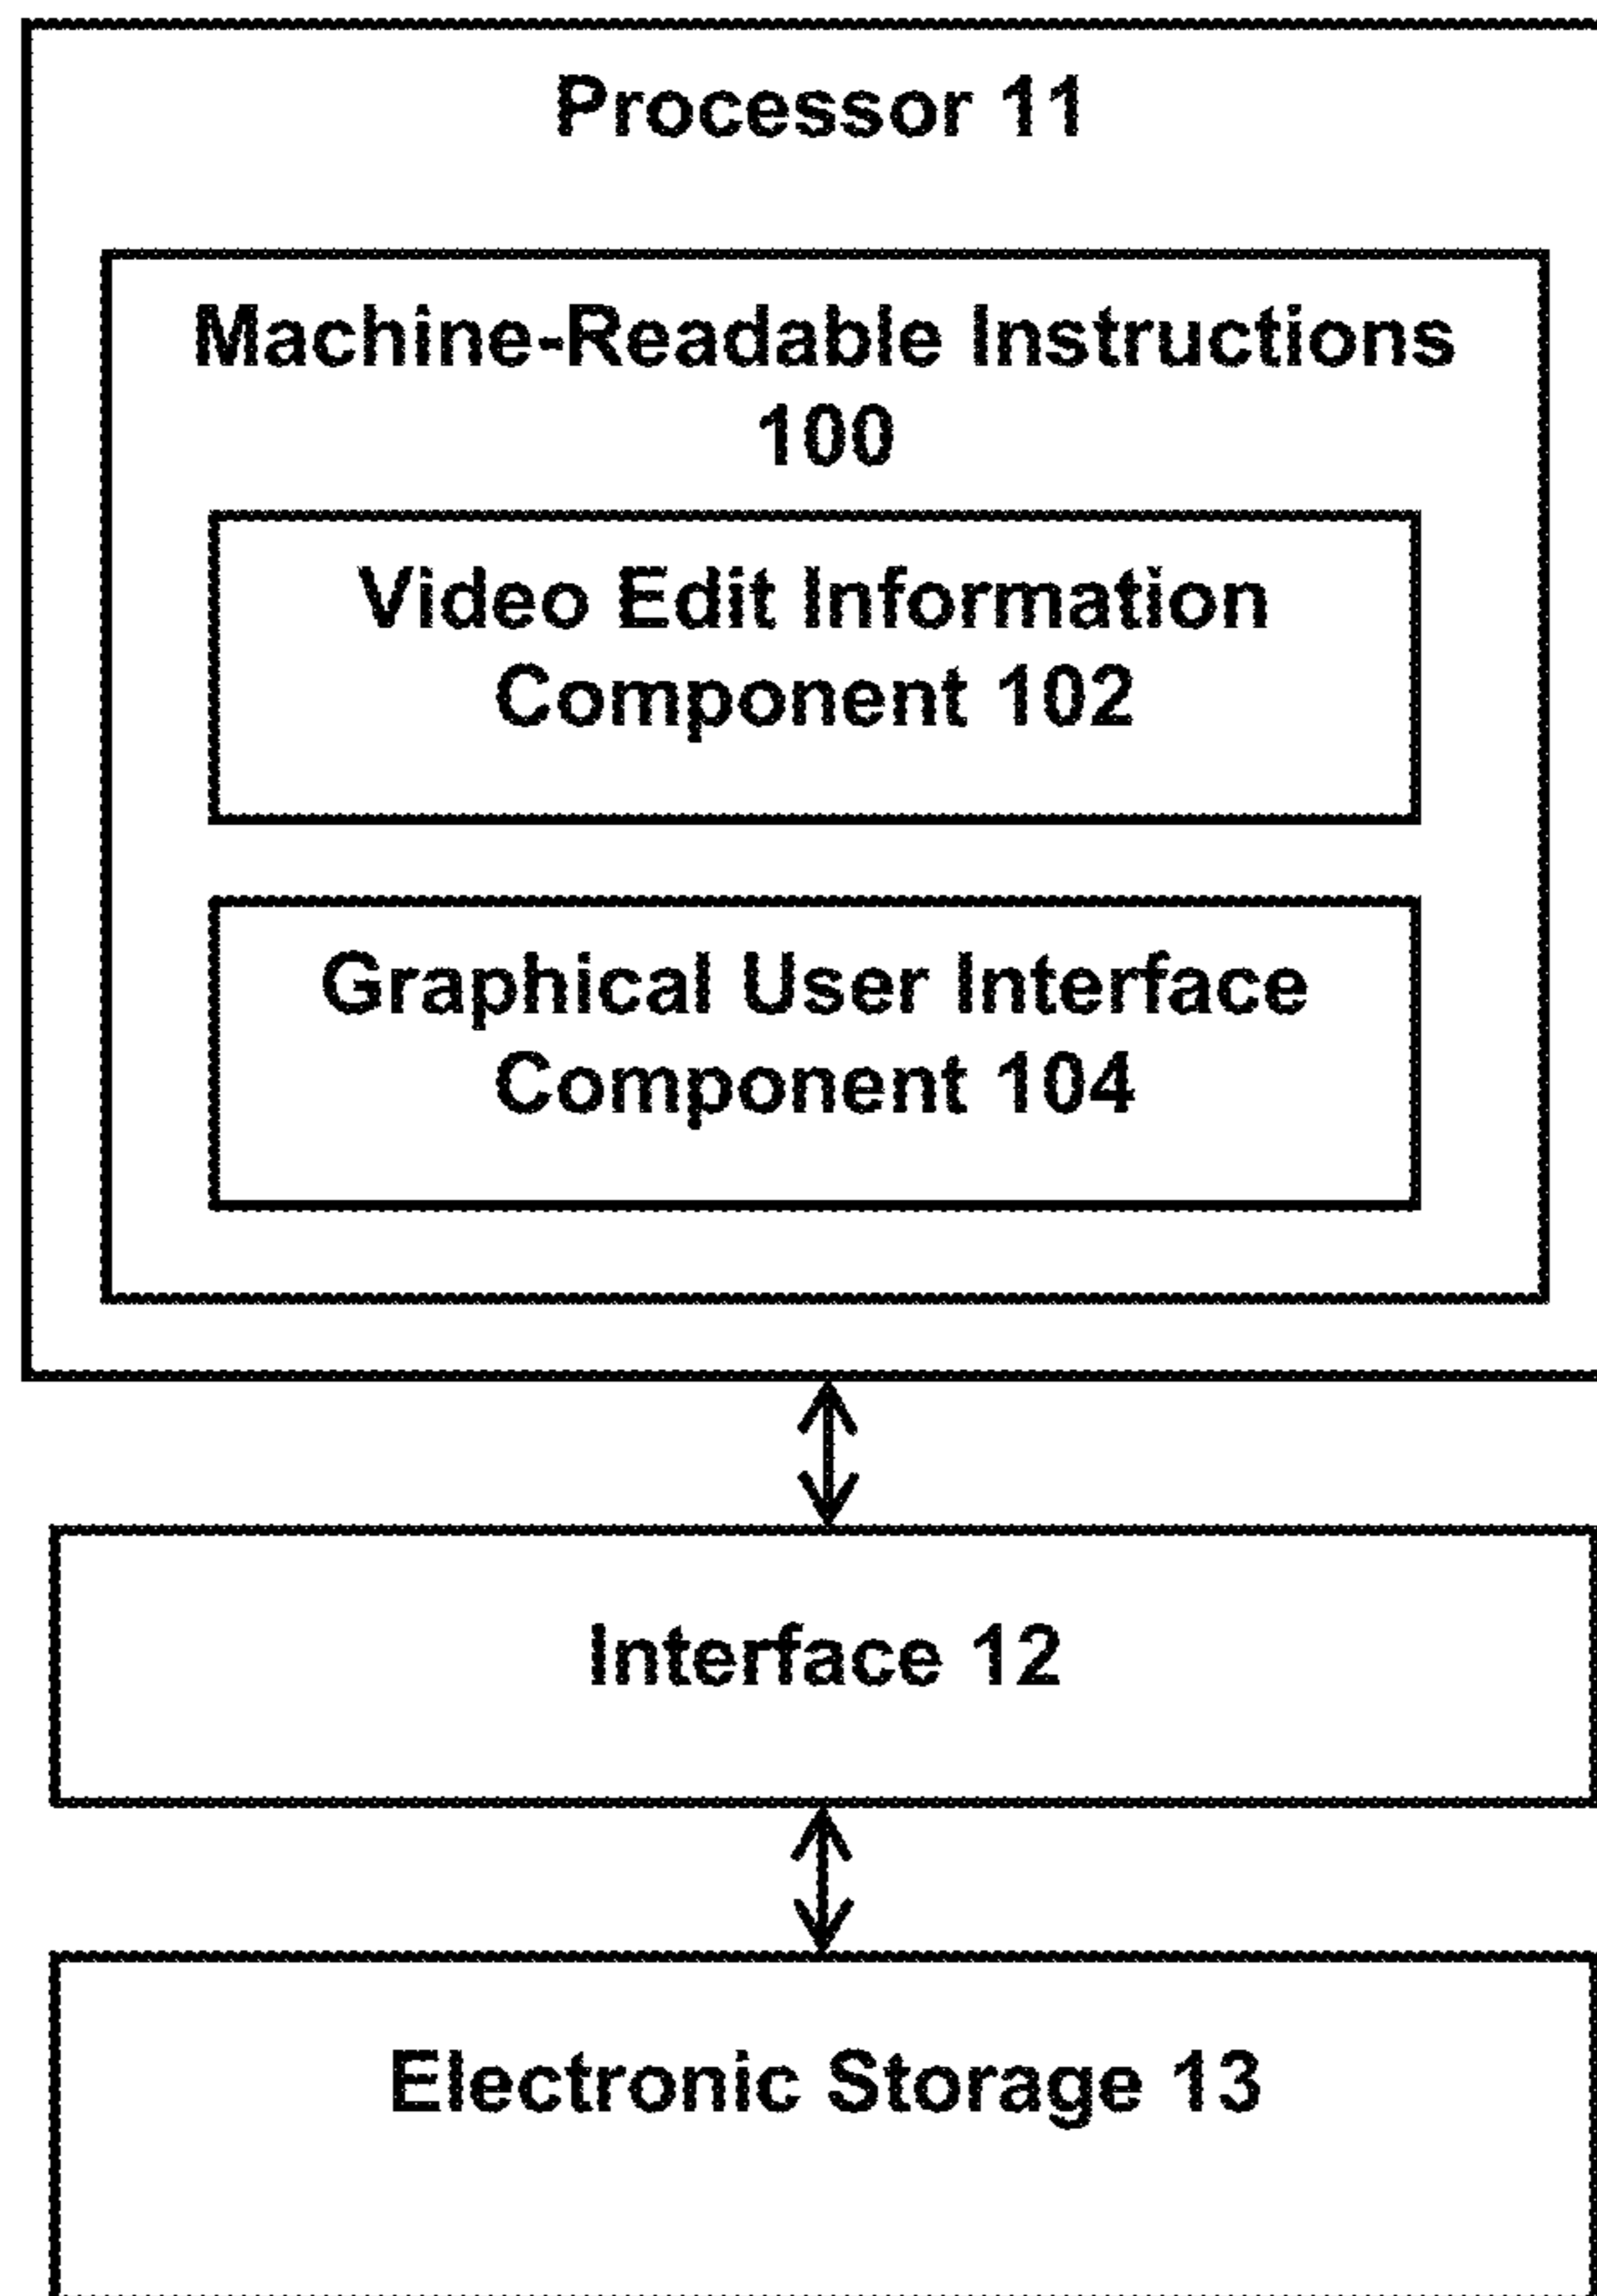 Processor 11
Machine-Readable Instructions
100
Video Edit Information
Component 102
Graphical User Interface
Component 104
Interface 12
Electronic Storage 13